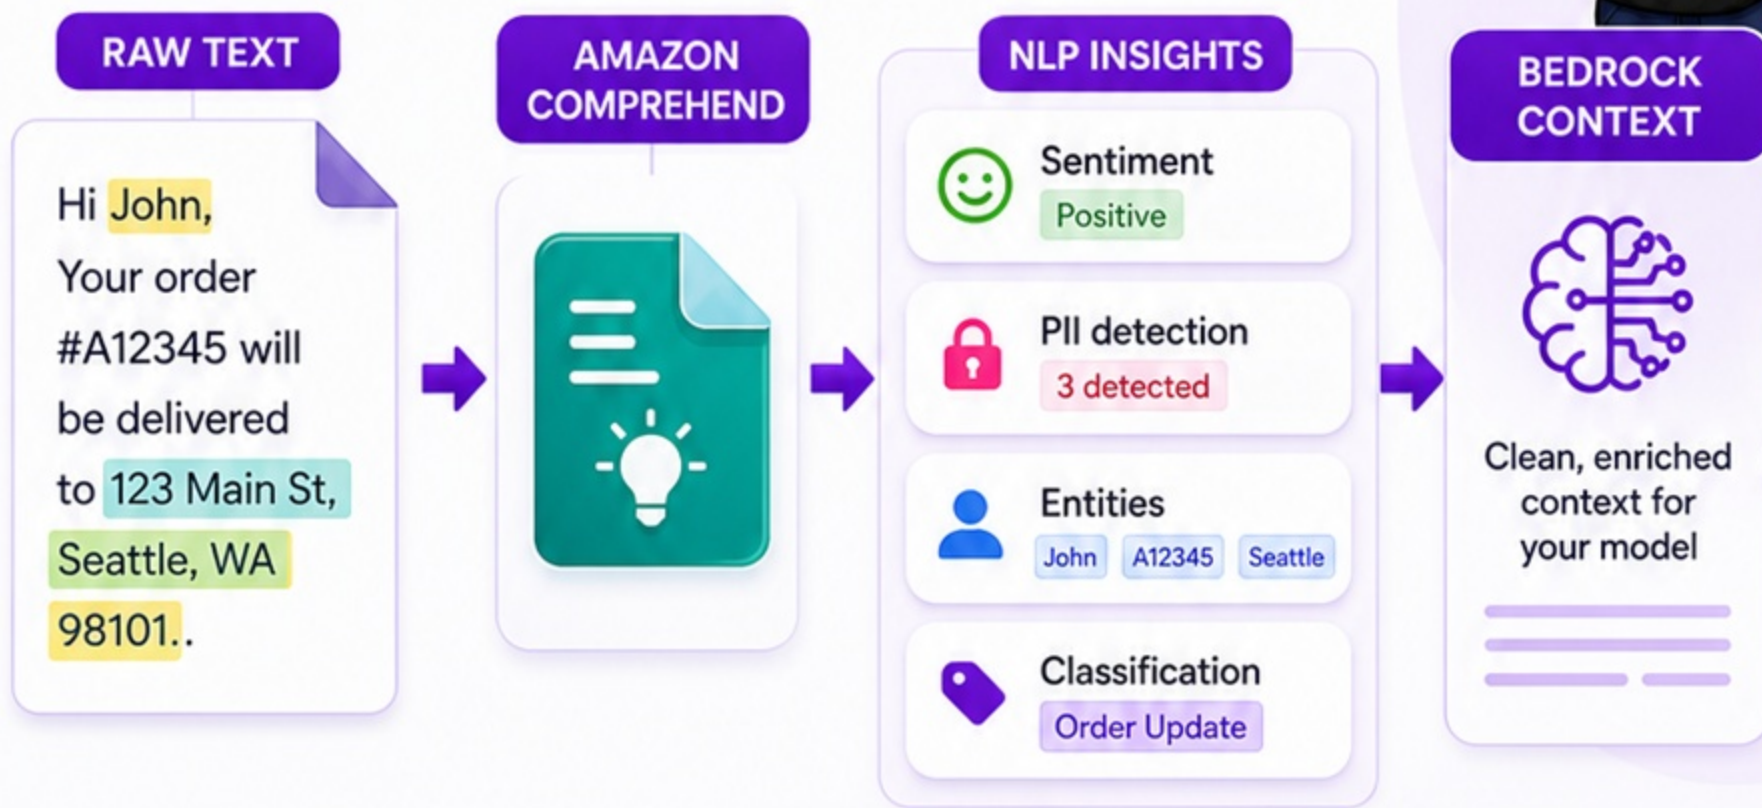 RAW TEXT
Hi John,
Your order
#A12345 will
be delivered
to 123 Main St,
Seattle, WA
98101..
AMAZON
COMPREHEND
NLP INSIGHTS
Sentiment
Positive
PII detection
3 detected
Entities
John A12345 Seattle
Classification
Order Update
BEDROCK
CONTEXT
Clean, enriched
context for
your model